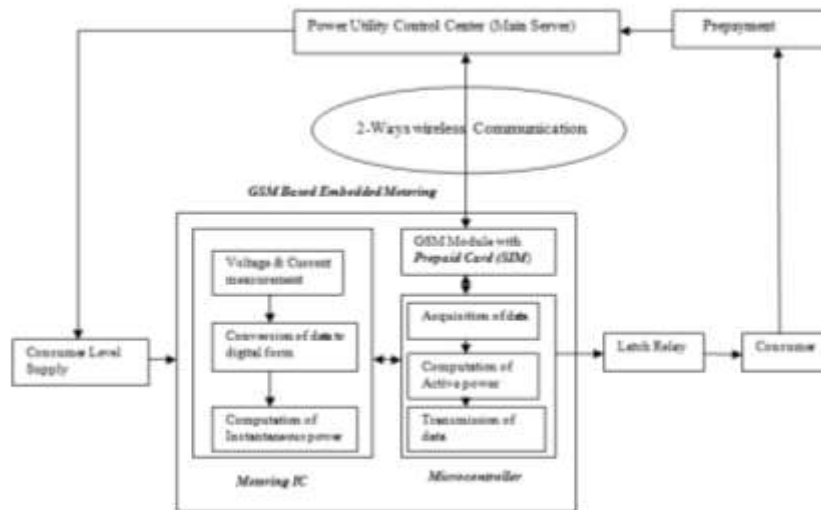 Power Utility Control Center (Main Server)
Prepayment
2-Ways wireless Communication
GSM Based Embedded Metering
GSM Module with
Prepaid Card (SIM)
Voltage & Current
measurement
Conversion of data to
digital form
Computation of
Instantaneous power
Metering IC
Acquisition of data
Computation of
Active power
Transmission of
data
Microcontroller
Consumer Level
Supply
Latch Relay
Consumer